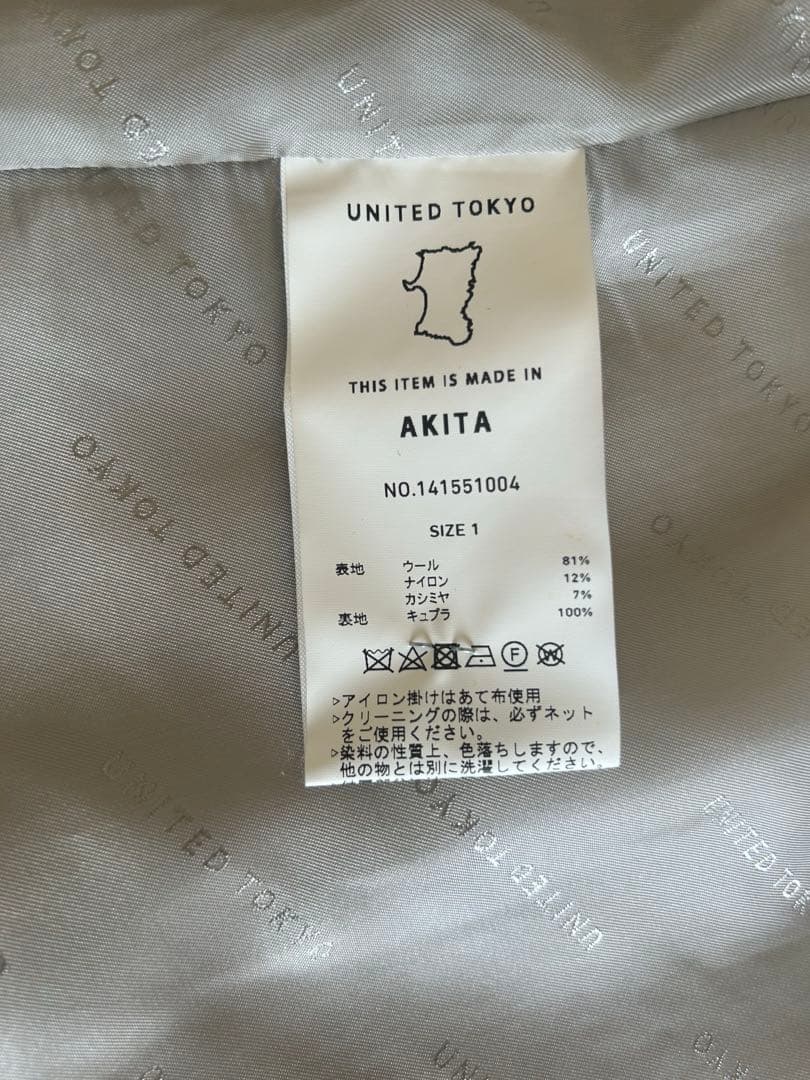 UNITED TOKYO
THIS ITEM IS MADE IN
AKITA
NO.141551004
SIZE 1
表地 ウール 81%
ナイロン 12%
カシミヤ 7%
裏地 キュプラ 100%
F
W
▷アイロン掛けはあて布使用
▷クリーニングの際は、必ずネット
をご使用ください。
▷染料の性質上、色落ちしますので、
他の物とは別に洗濯してください。
UNITED TOKYO
UNITED TOKYO
UNITED TOKYO
UNITED TOKYO
UNITED TOKYO